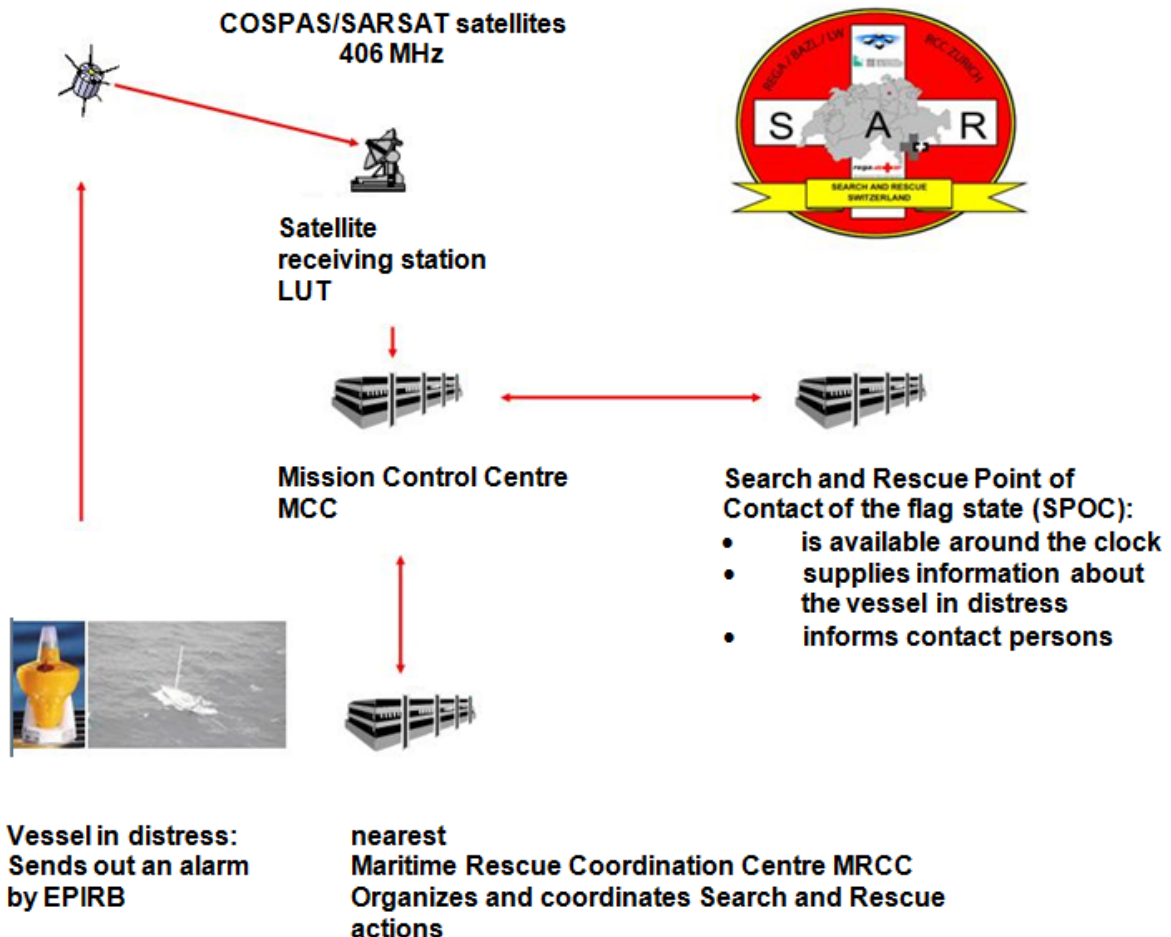 COSPAS/SARSAT satellites
406 MHz
REGA / BAZL / LW
RCC ZURICH
S A R
SEARCH AND RESCUE
SWITZERLAND
Satellite
receiving station
LUT
Mission Control Centre
MCC
Search and Rescue Point of
Contact of the flag state (SPOC):
• is available around the clock
• supplies information about
the vessel in distress
• informs contact persons
Vessel in distress:
Sends out an alarm
by EPIRB
nearest
Maritime Rescue Coordination Centre MRCC
Organizes and coordinates Search and Rescue
actions